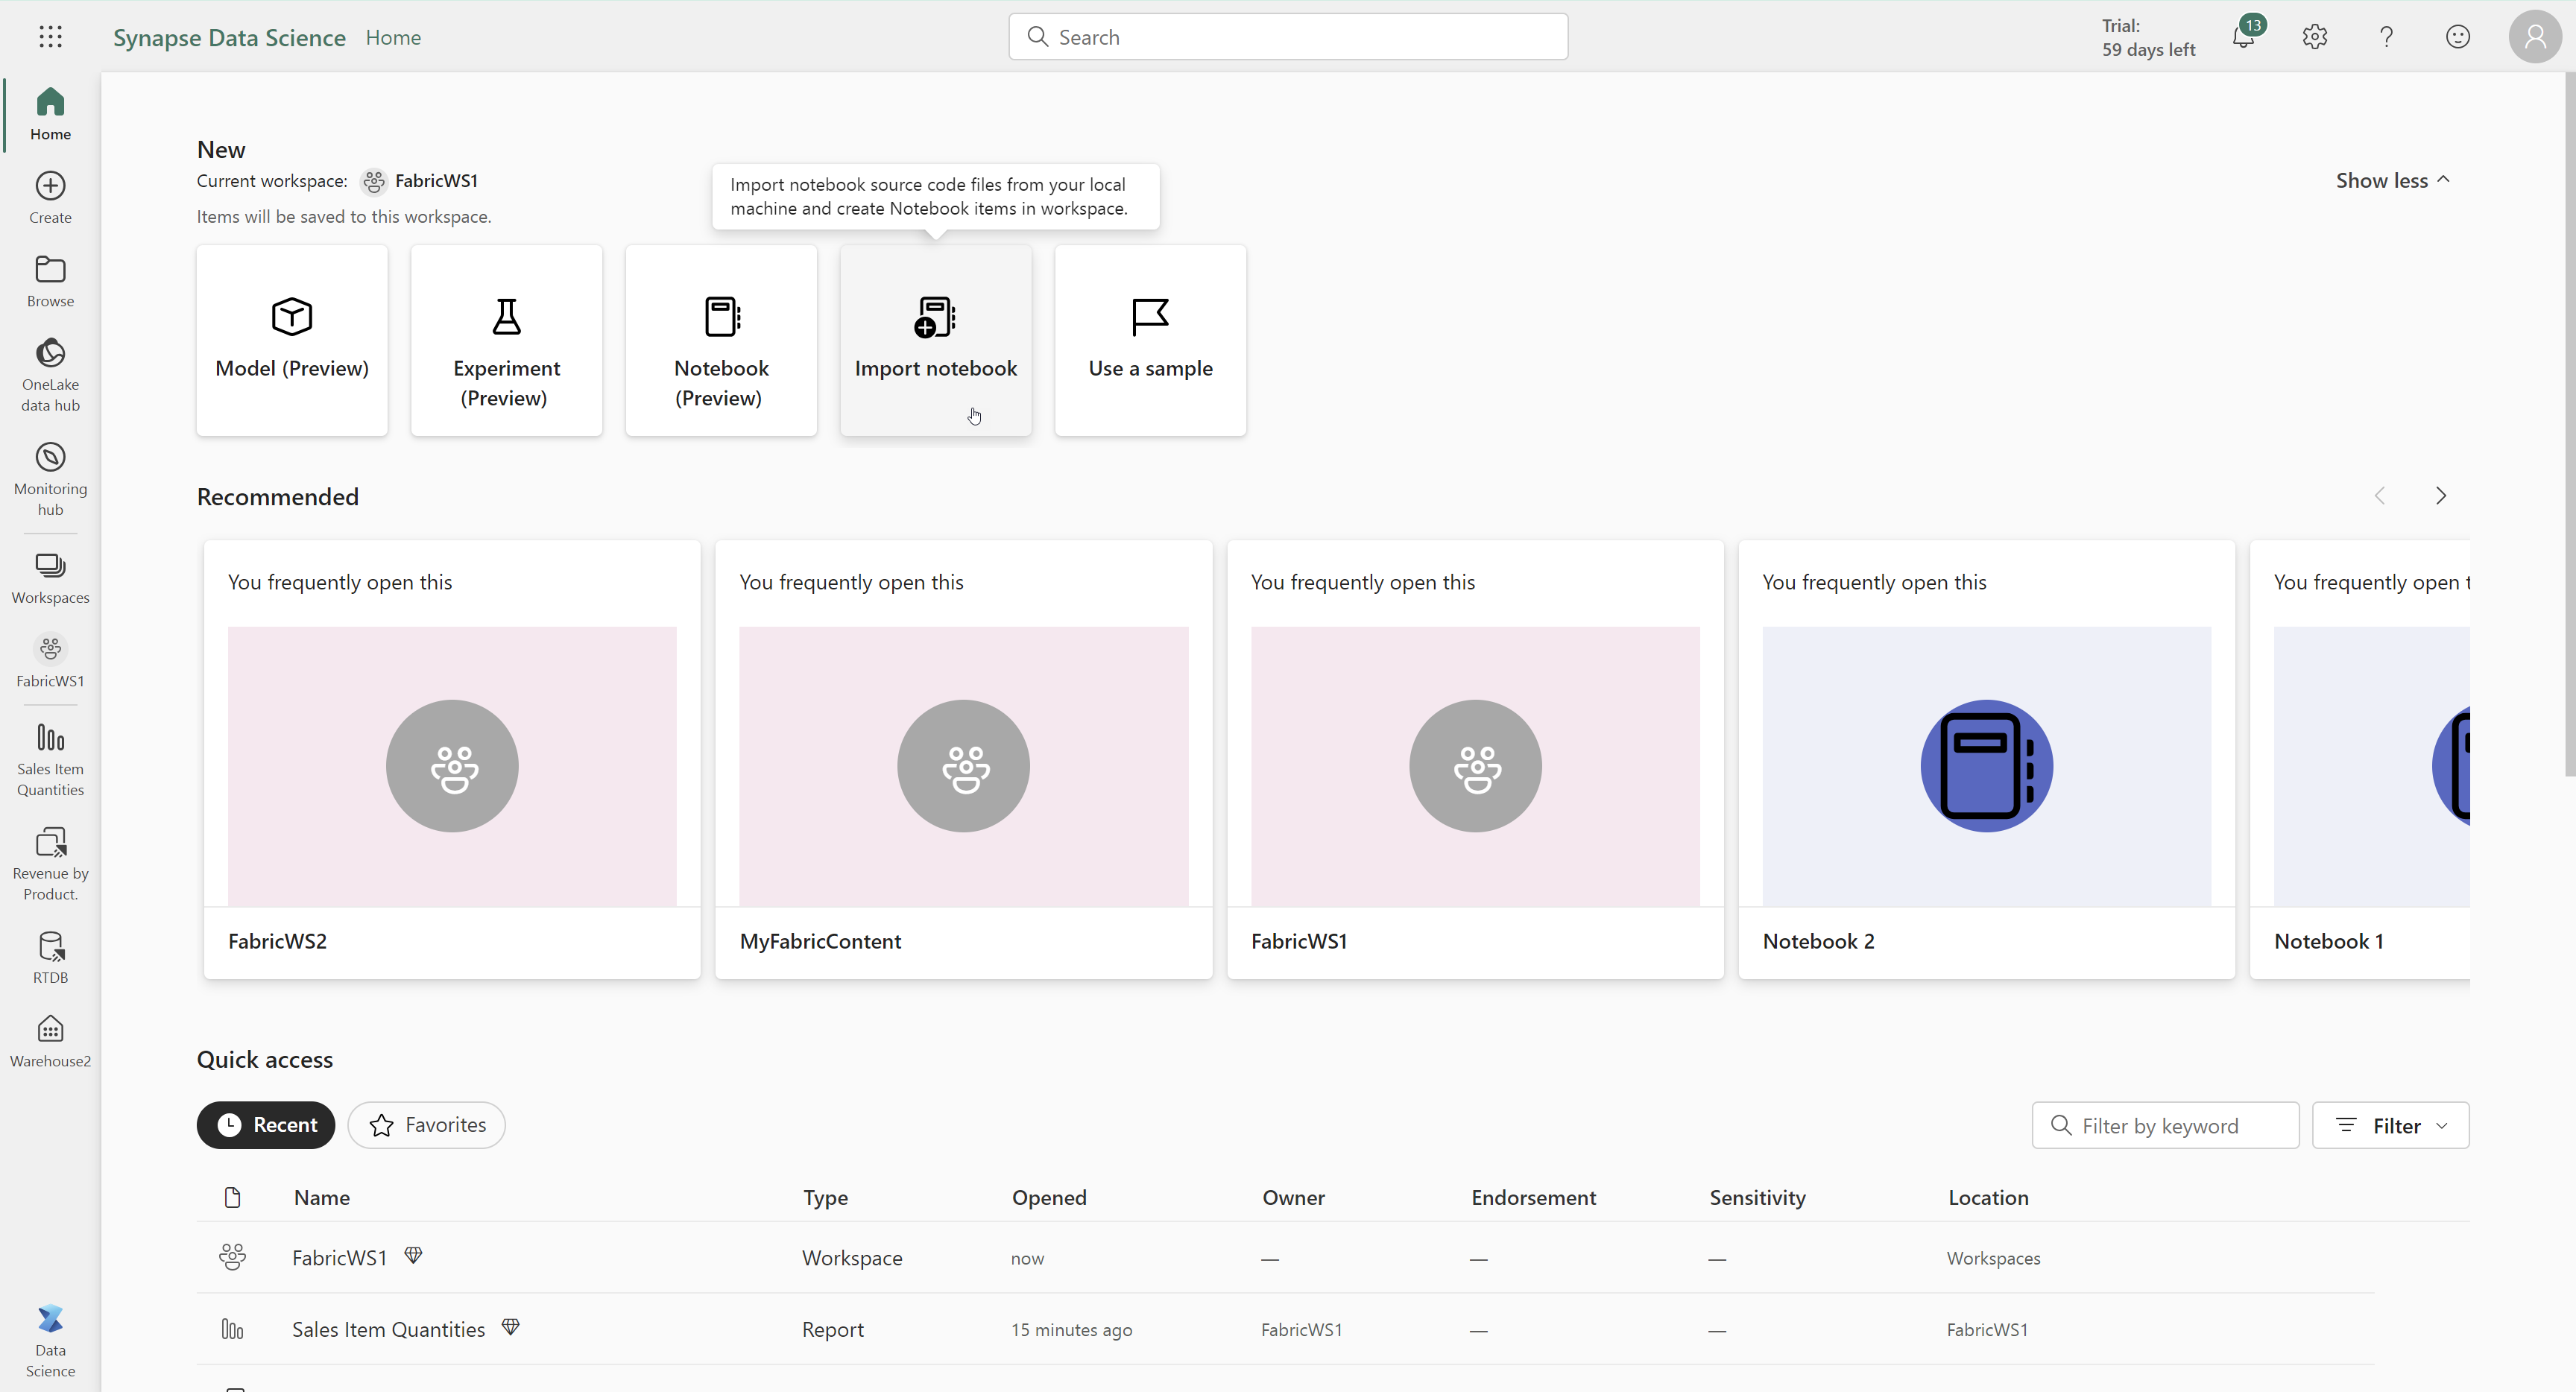 Synapse Data Science Home
Search
Trial:
59 days left
13
Home
Create
Browse
OneLake
data hub
Monitoring
hub
Workspaces
FabricWS1
Sales Item
Quantities
Revenue by
Product.
RTDB
Warehouse2
Data
Science
New
Current workspace: FabricWS1
Items will be saved to this workspace.
Import notebook source code files from your local
machine and create Notebook items in workspace.
Show less
Model (Preview)
Experiment
(Preview)
Notebook
(Preview)
Import notebook
Use a sample
Recommended
You frequently open this
FabricWS2
You frequently open this
MyFabricContent
You frequently open this
FabricWS1
You frequently open this
Notebook 2
You frequently open t
Notebook 1
Quick access
Recent
Favorites
Filter by keyword
Filter
Name Type Opened Owner Endorsement Sensitivity Location
FabricWS1 Workspace now — — — Workspaces
Sales Item Quantities Report 15 minutes ago FabricWS1 — — FabricWS1